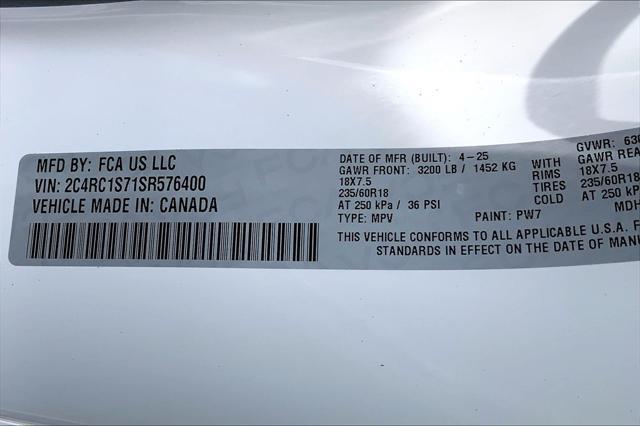 MFD BY: FCA US LLC
VIN: 2C4RC1S71SR576400
VEHICLE MADE IN: CANADA
DATE OF MFR (BUILT): 4-25
GAWR FRONT: 3200 LB / 1452 KG
18X7.5
235/60R18
AT 250 kPa / 36 PSI
TYPE: MPV PAINT: PW7
WITH
RIMS
TIRES
COLD
GVWR: 630
GAWR REA
18X7.5
235/60R18
AT 250 kPa
MDH
THIS VEHICLE CONFORMS TO ALL APPLICABLE U.S.A. F
STANDARDS IN EFFECT ON THE DATE OF MANU